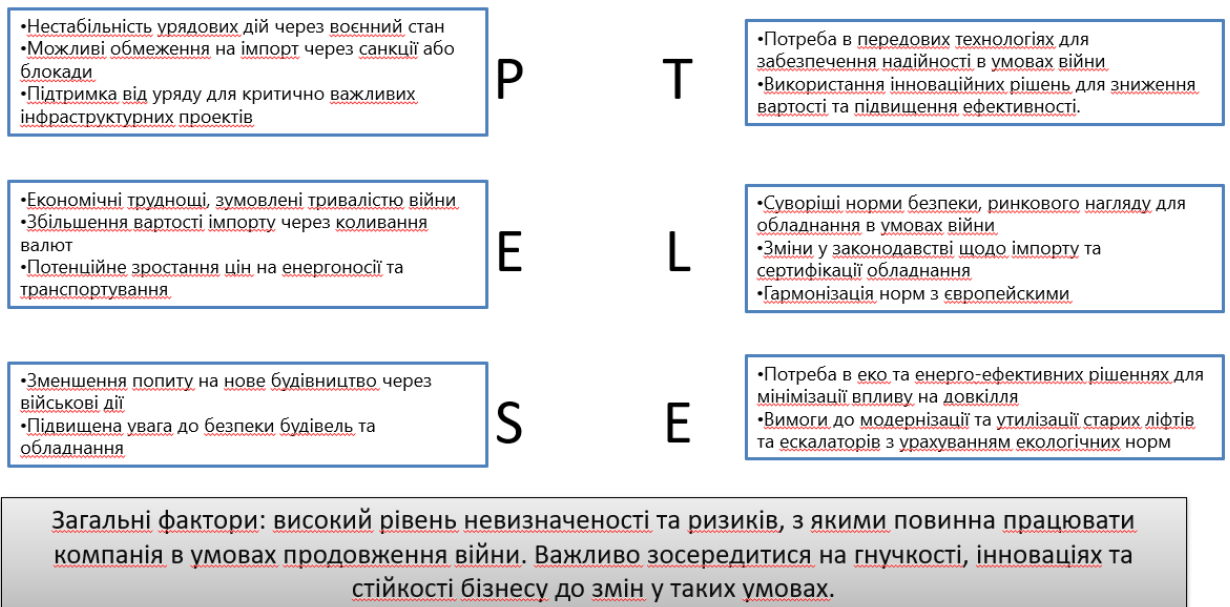 •Нестабільність урядових дій через воєнний стан
•Можливі обмеження на імпорт через санкції або
блокади
•Підтримка від уряду для критично важливих
інфраструктурних проектів
P
T
•Потреба в передових технологіях для
забезпечення надійності в умовах війни
•Використання інноваційних рішень для зниження
вартості та підвищення ефективності.
•Економічні труднощі, зумовлені тривалістю війни
•Збільшення вартості імпорту через коливання
валют
•Потенційне зростання цін на енергоносії та
транспортування
E
L
•Суворіші норми безпеки, ринкового нагляду для
обладнання в умовах війни
•Зміни у законодавстві щодо імпорту та
сертифікації обладнання
•Гармонізація норм з європейскими
•Зменшення попиту на нове будівництво через
військові дії
•Підвищена увага до безпеки будівель та
обладнання
S
E
•Потреба в еко та енерго-ефективних рішеннях для
мінімізації впливу на довкілля
•Вимоги до модернізації та утилізації старих ліфтів
та ескалаторів з урахуванням екологічних норм
Загальні фактори: високий рівень невизначеності та ризиків, з якими повинна працювати
компанія в умовах продовження війни. Важливо зосередитися на гнучкості, інноваціях та
стійкості бізнесу до змін у таких умовах.